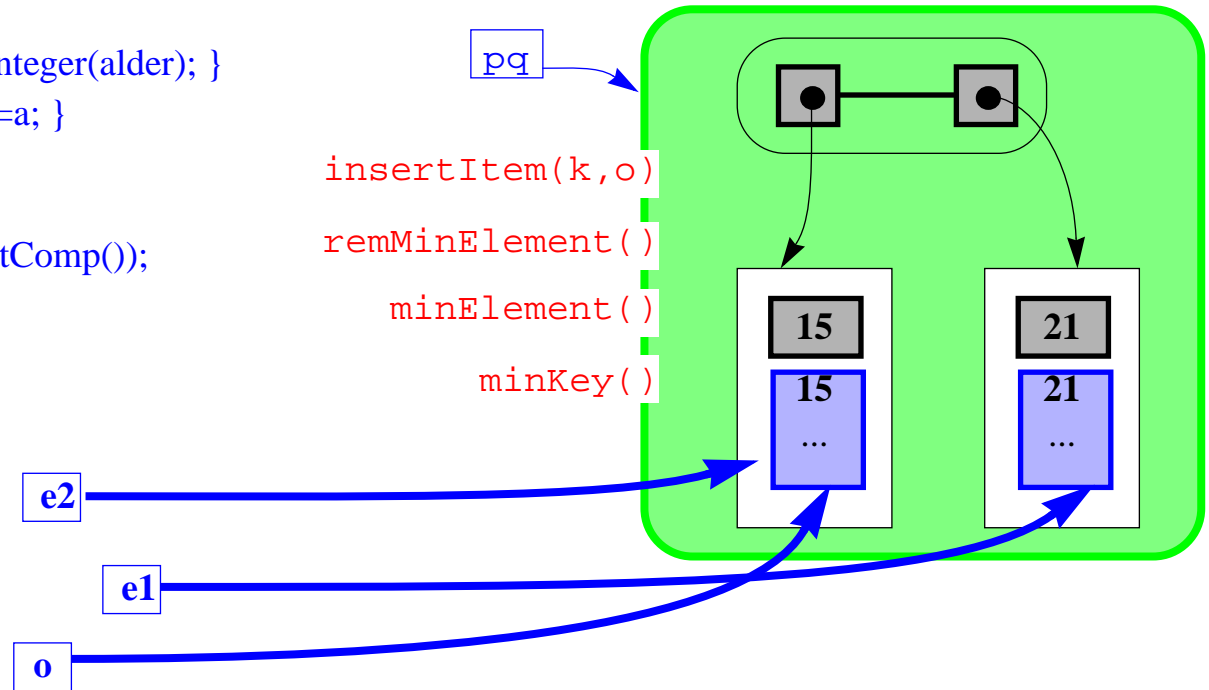 nteger(alder); }
=a; }
tComp());
pq
insertItem(k,o)
remMinElement()
minElement()
minKey()
15
21
15
21
...
...
e2
e1
o